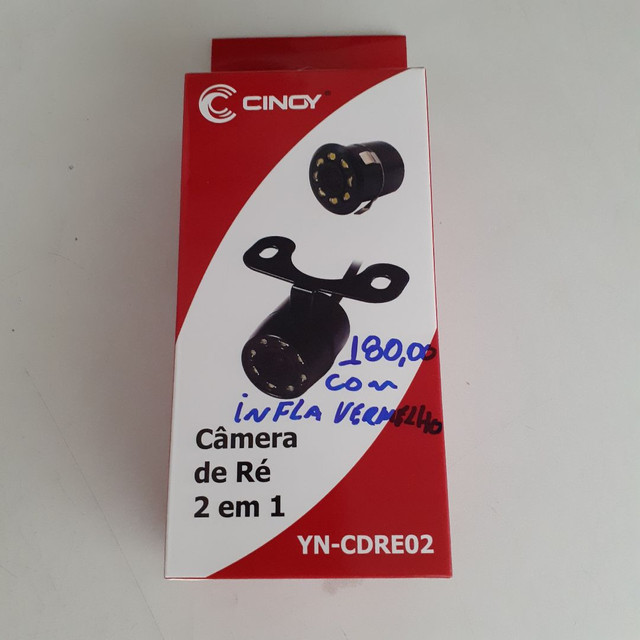 CINOY®
180,00
com
iNFLA VERMELHO
Câmera
de Ré
2 em 1
YN-CDRE02